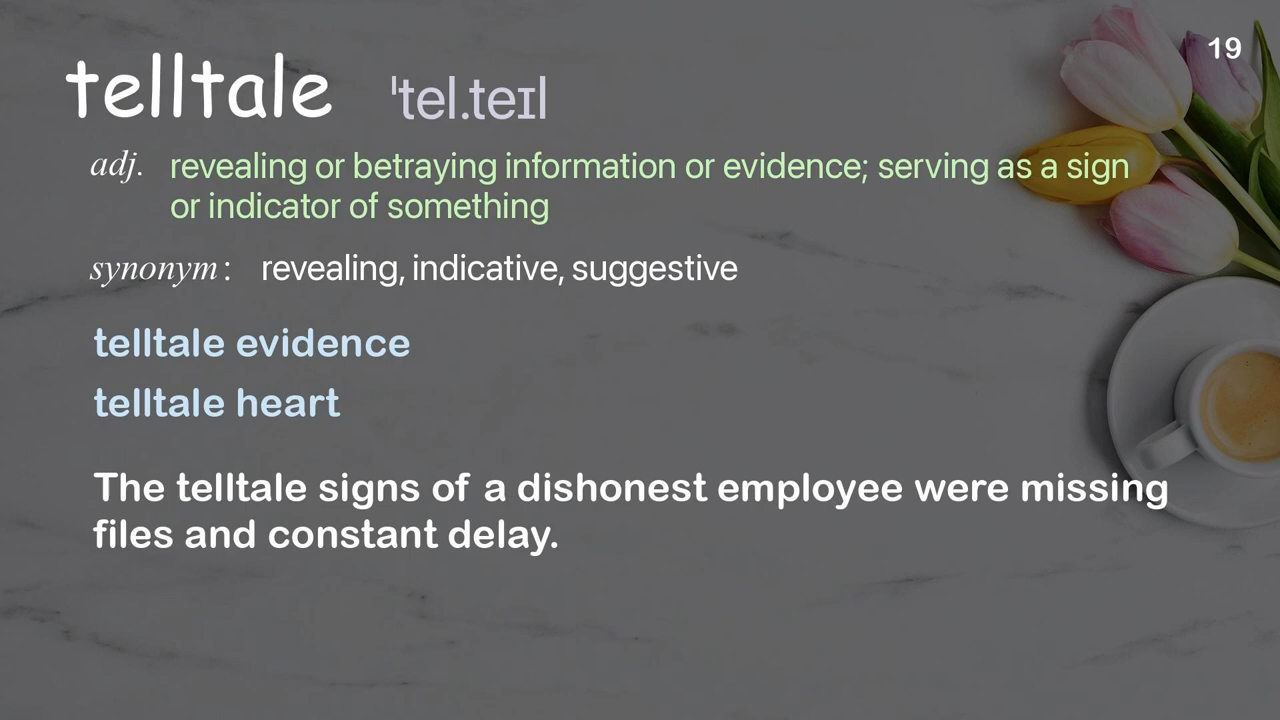 19
telltale ˈtel.teɪl
adj. revealing or betraying information or evidence; serving as a sign
or indicator of something
synonym: revealing, indicative, suggestive
telltale evidence
telltale heart
The telltale signs of a dishonest employee were missing
files and constant delay.